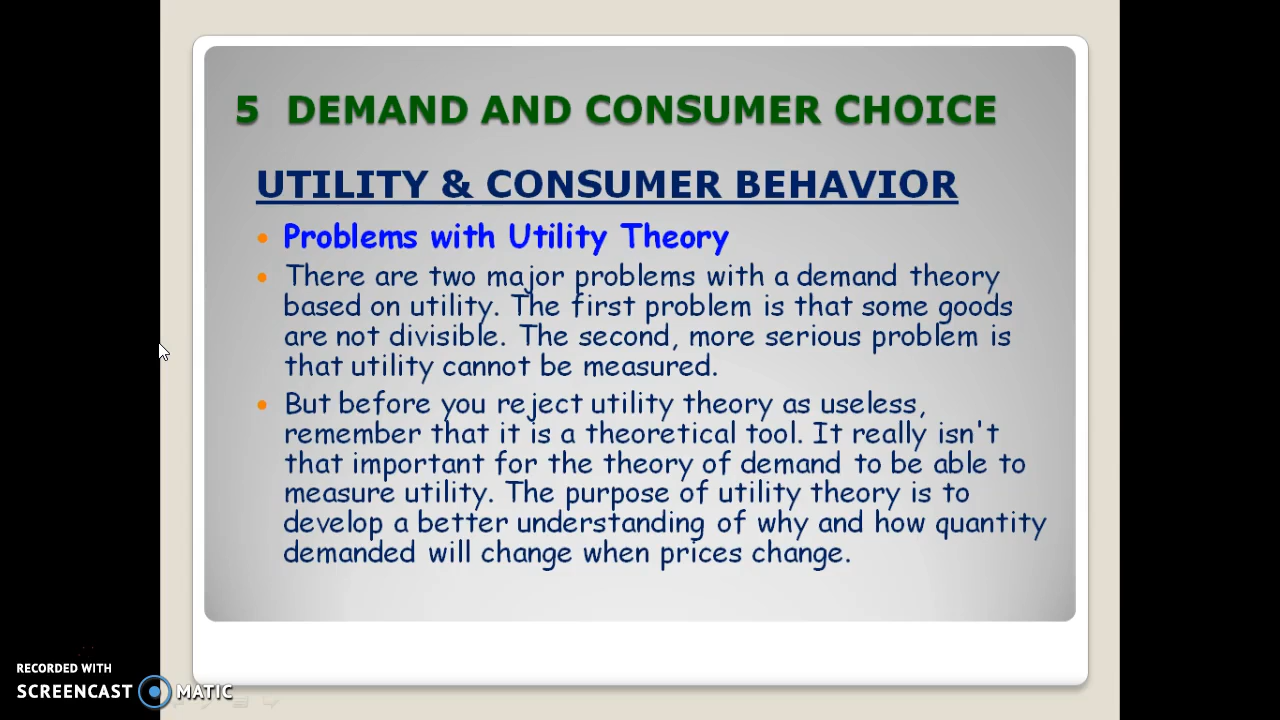 5 DEMAND AND CONSUMER CHOICE
UTILITY & CONSUMER BEHAVIOR
• Problems with Utility Theory
• There are two major problems with a demand theory
based on utility. The first problem is that some goods
are not divisible. The second, more serious problem is
that utility cannot be measured.
• But before you reject utility theory as useless,
remember that it is a theoretical tool. It really isn't
that important for the theory of demand to be able to
measure utility. The purpose of utility theory is to
develop a better understanding of why and how quantity
demanded will change when prices change.
RECORDED WITH
SCREENCAST MATIC